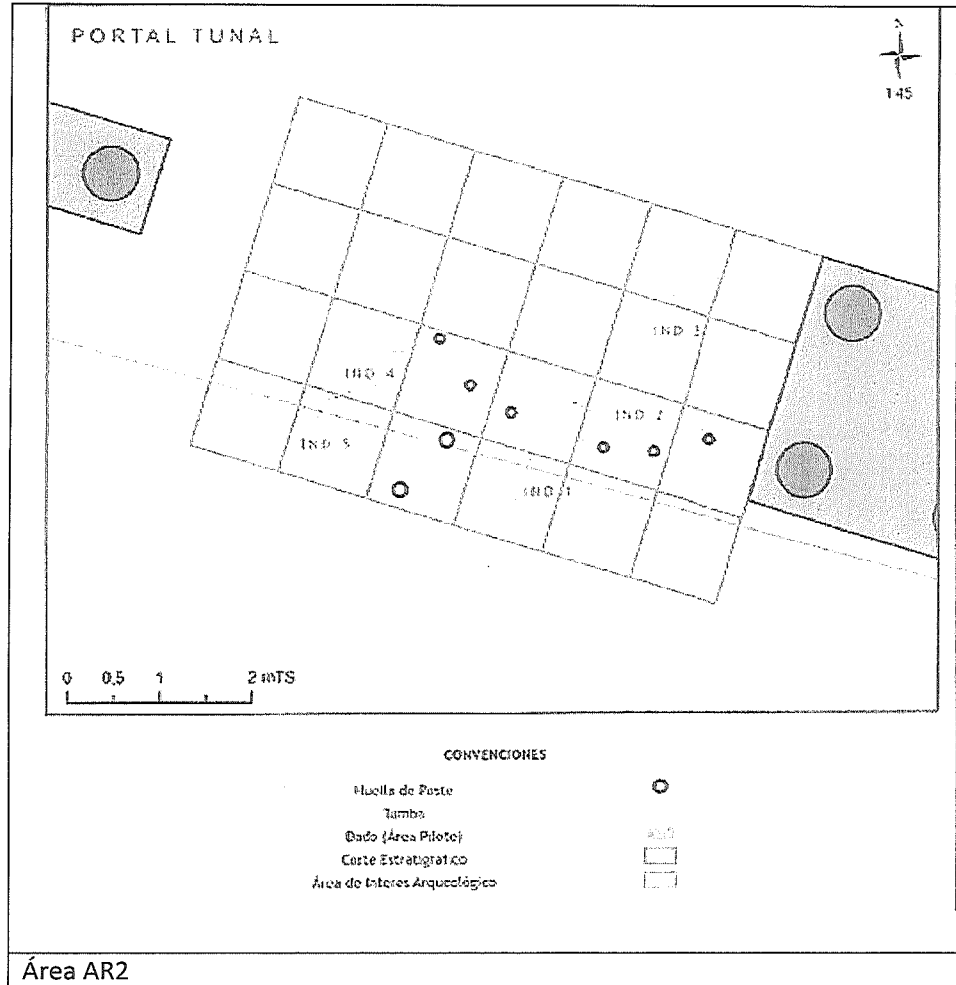 PORTAL TUNAL
N
145
IND 3
IND 4
IND 2
IND 5
IND 1
0 0,5 1 2 mTS
CONVENCIONES
Huella de Poste
Tumba
Dado (Área Pilote)
Corte Estratigrafico
Área de Interes Arqueológico
Área AR2